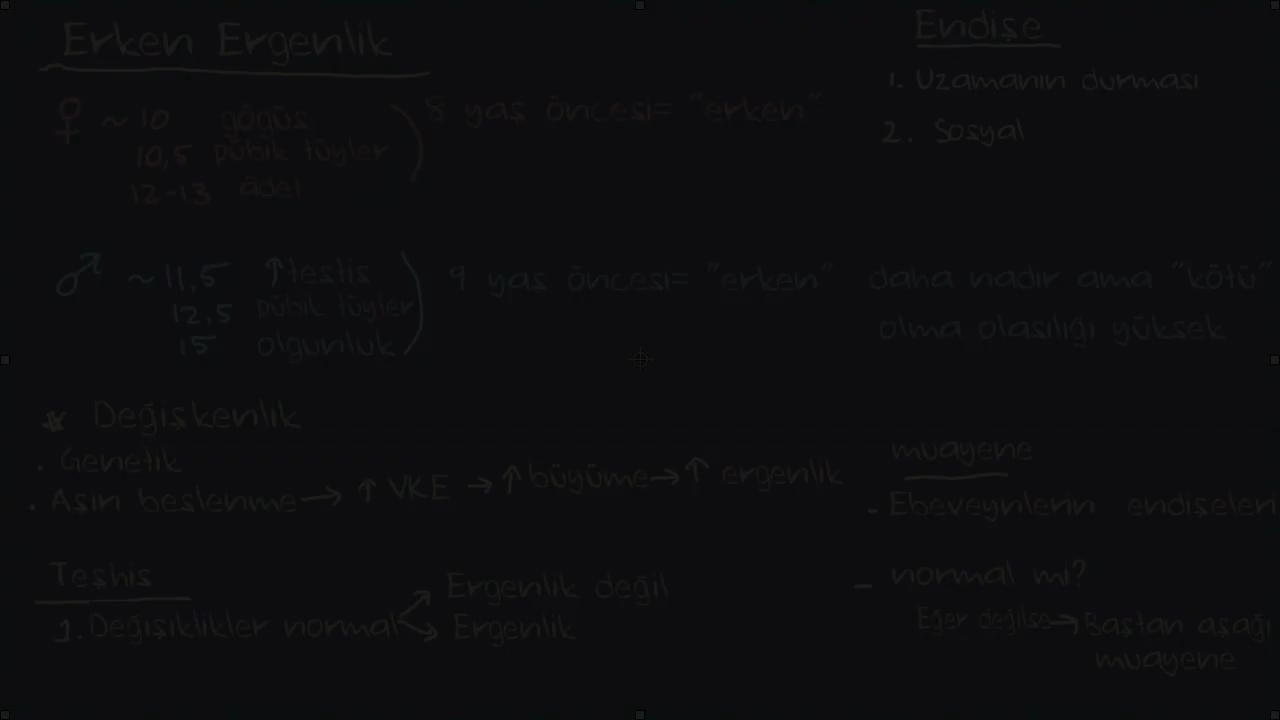 Erken Ergenlik
♀ ~ 10 göğüs
10,5 pübik tüyler
12-13 âdet
8 yaş öncesi= "erken"
Endişe
1. Uzamanın durması
2. Sosyal
♂ ~ 11,5 ↑testis
12,5 pübik tüyler
15 olgunluk
9 yaş öncesi= "erken"
daha nadir ama "kötü"
olma olasılığı yüksek
* Değişkenlik
. Genetik
. Aşırı beslenme → ↑ VKE → ↑ büyüme → ↑ ergenlik
muayene
- Ebeveynlerin endişeleri
- normal mi?
Eğer değilse → Baştan aşağı
muayene
Teşhis
1. Değişiklikler normal
Ergenlik değil
Ergenlik